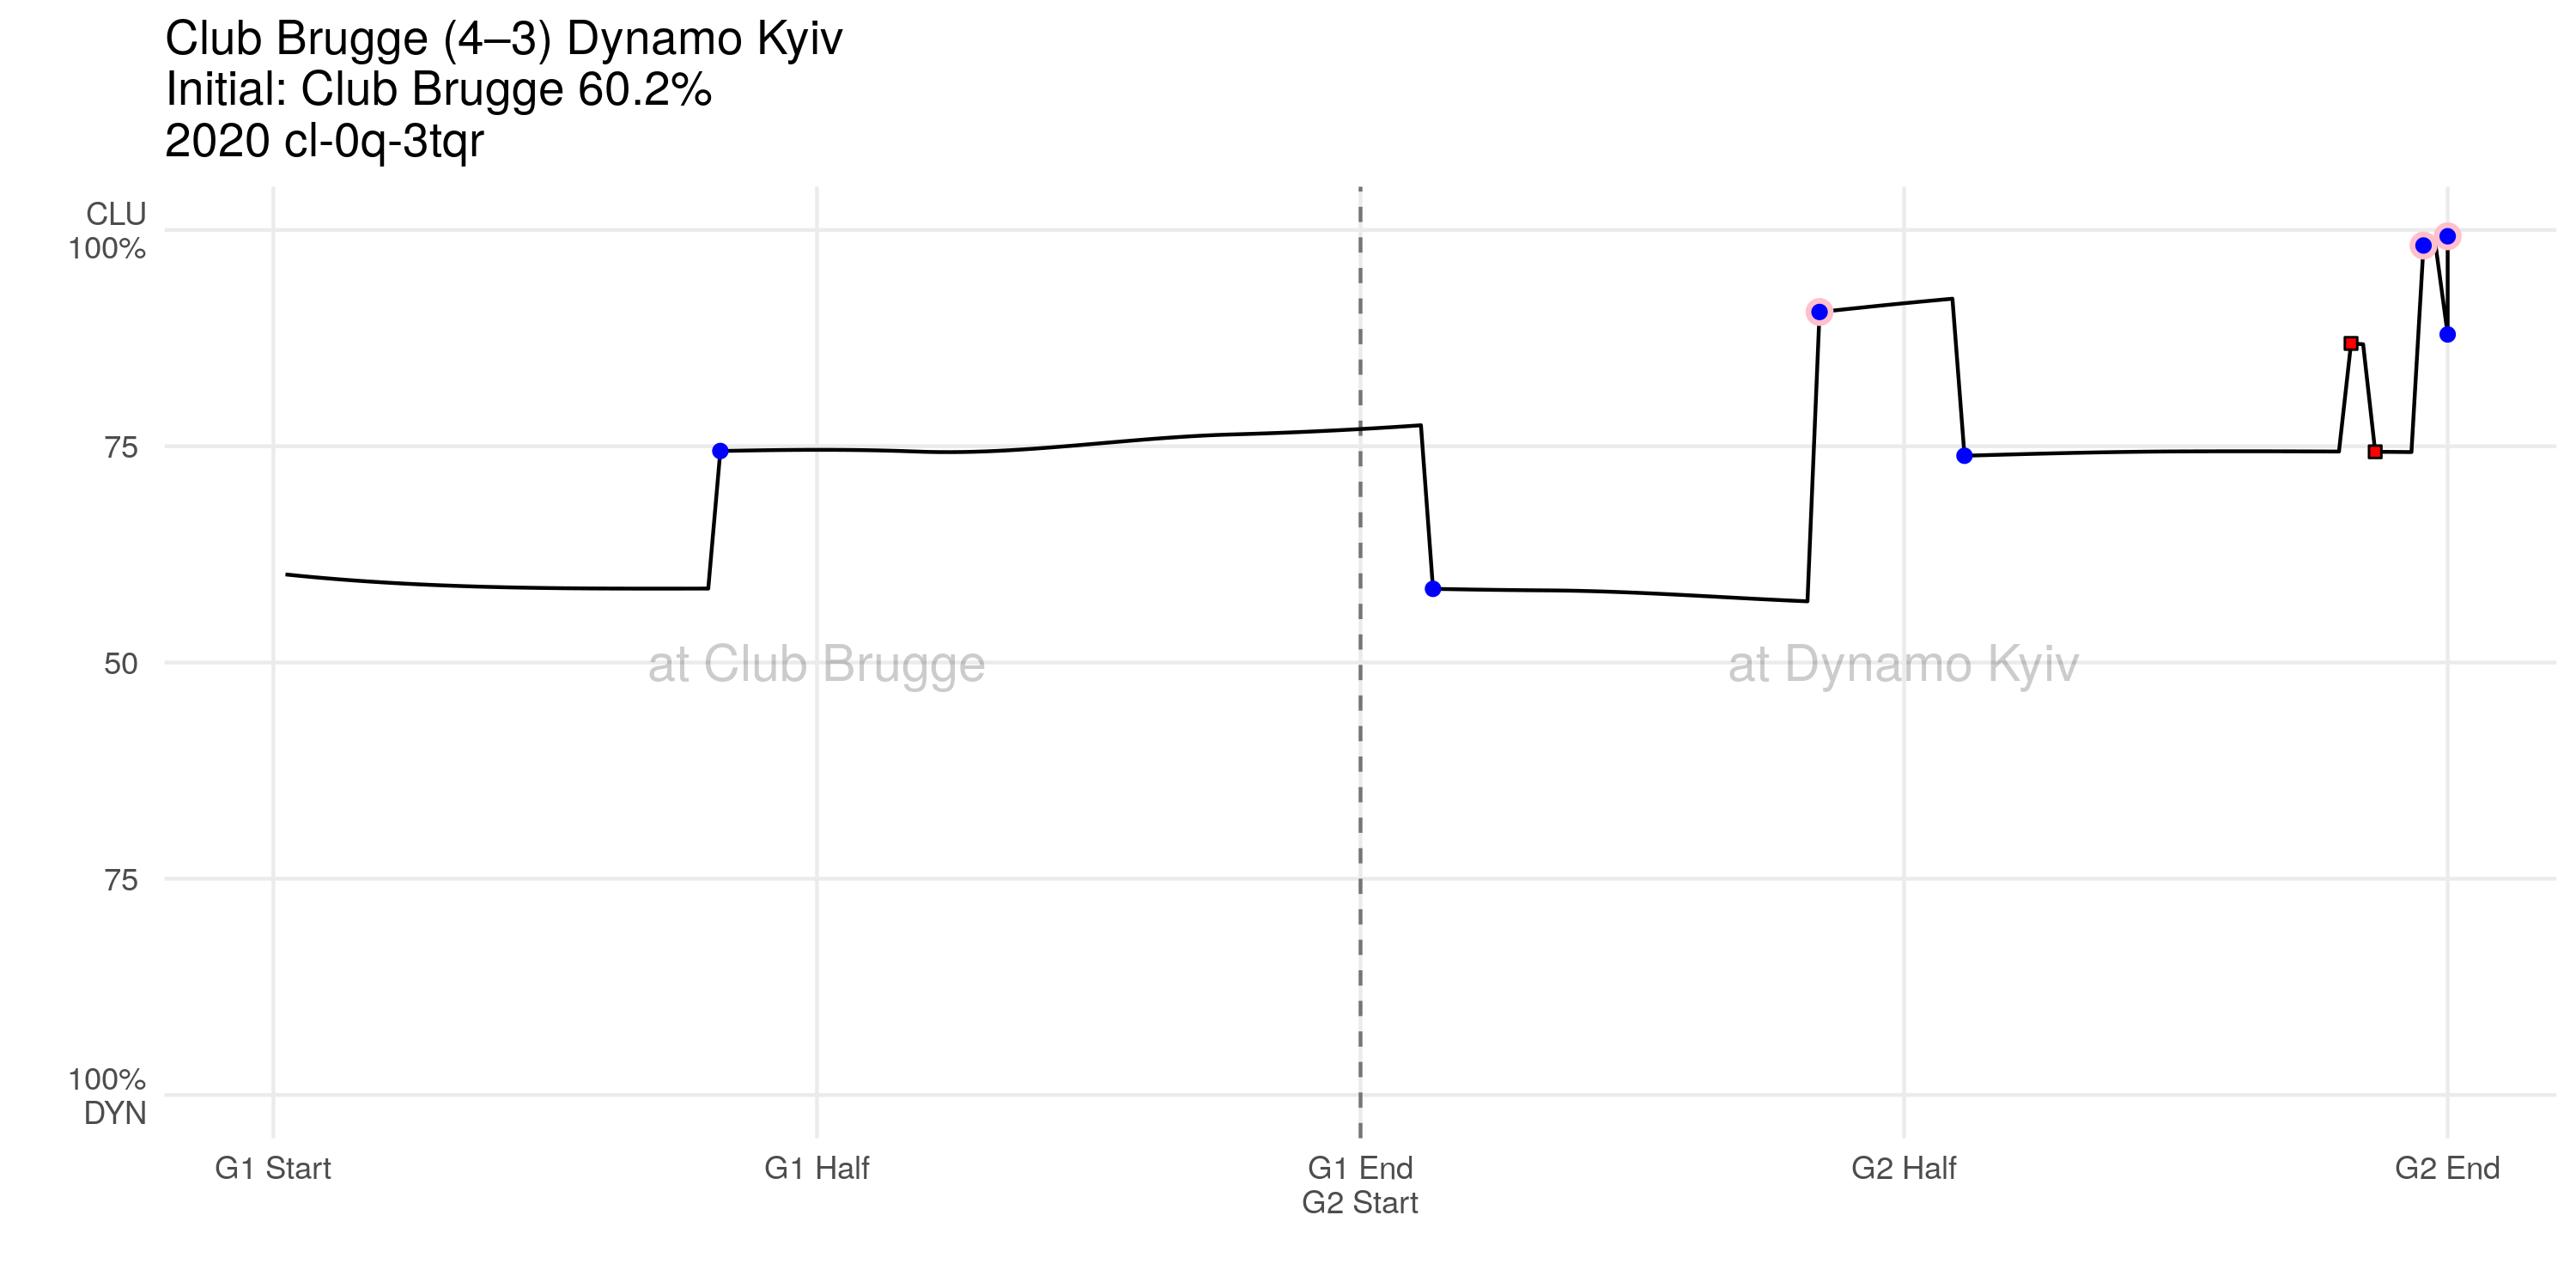 Club Brugge (4–3) Dynamo Kyiv
Initial: Club Brugge 60.2%
2020 cl-0q-3tqr
CLU
100%
75
50
75
100%
DYN
at Club Brugge
at Dynamo Kyiv
G1 Start
G1 Half
G1 End
G2 Start
G2 Half
G2 End